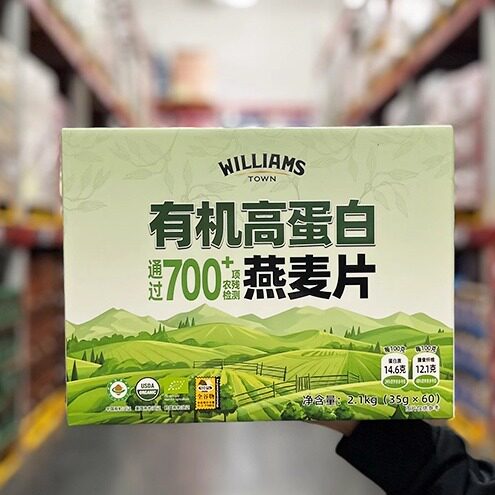 WILLIAMS
TOWN
有机高蛋白
通过700+项农残检测 燕麦片
每100克 每100克
蛋白质 膳食纤维
14.6克 12.1克
USDA
ORGANIC
全谷物
净含量：2.1kg（35g×60）